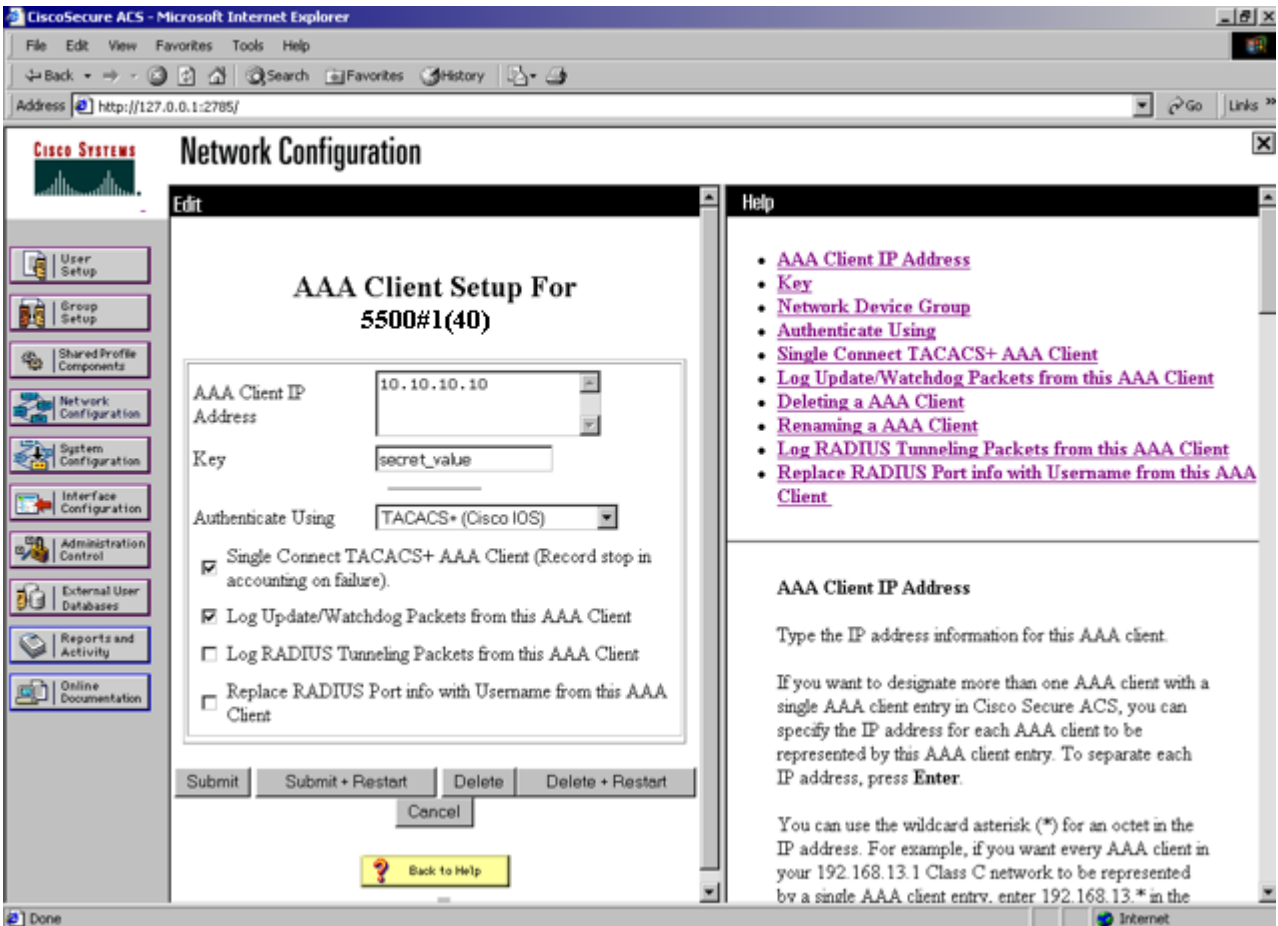 CiscoSecure ACS - Microsoft Internet Explorer
File Edit View Favorites Tools Help
Back Search Favorites History
Address http://127.0.0.1:2785/ Go Links »
CISCO SYSTEMS
Network Configuration
User
Setup
Group
Setup
Shared Profile
Components
Network
Configuration
System
Configuration
Interface
Configuration
Administration
Control
External User
Databases
Reports and
Activity
Online
Documentation
Edit
AAA Client Setup For
5500#1(40)
AAA Client IP
Address
10.10.10.10
Key secret_value
Authenticate Using TACACS+ (Cisco IOS)
Single Connect TACACS+ AAA Client (Record stop in
accounting on failure).
Log Update/Watchdog Packets from this AAA Client
Log RADIUS Tunneling Packets from this AAA Client
Replace RADIUS Port info with Username from this AAA
Client
Submit Submit + Restart Delete Delete + Restart
Cancel
? Back to Help
Help
• AAA Client IP Address
• Key
• Network Device Group
• Authenticate Using
• Single Connect TACACS+ AAA Client
• Log Update/Watchdog Packets from this AAA Client
• Deleting a AAA Client
• Renaming a AAA Client
• Log RADIUS Tunneling Packets from this AAA Client
• Replace RADIUS Port info with Username from this AAA
Client
AAA Client IP Address
Type the IP address information for this AAA client.
If you want to designate more than one AAA client with a
single AAA client entry in Cisco Secure ACS, you can
specify the IP address for each AAA client to be
represented by this AAA client entry. To separate each
IP address, press Enter.
You can use the wildcard asterisk (*) for an octet in the
IP address. For example, if you want every AAA client in
your 192.168.13.1 Class C network to be represented
by a single AAA client entry, enter 192.168.13.* in the
Done Internet